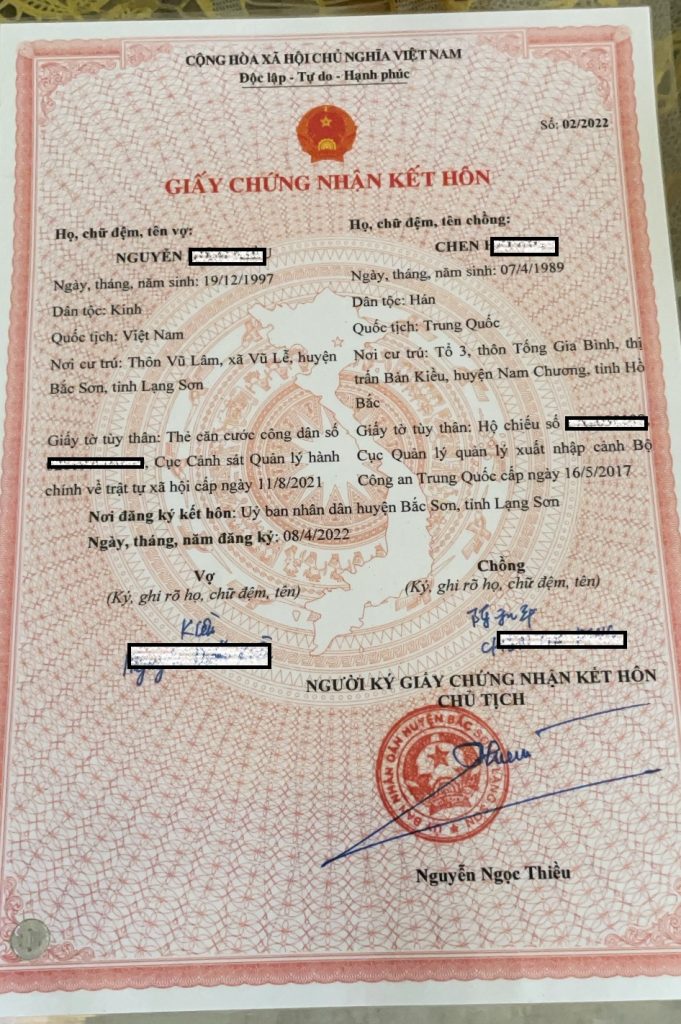 CỘNG HÒA XÃ HỘI CHỦ NGHĨA VIỆT NAM
Độc lập - Tự do - Hạnh phúc
Số: 02/2022
GIẤY CHỨNG NHẬN KẾT HÔN
Họ, chữ đệm, tên vợ:
NGUYỄN
Ngày, tháng, năm sinh: 19/12/1997
Dân tộc: Kinh
Quốc tịch: Việt Nam
Nơi cư trú: Thôn Vũ Lâm, xã Vũ Lễ, huyện
Bắc Sơn, tỉnh Lạng Sơn
Giấy tờ tùy thân: Thẻ căn cước công dân số
, Cục Cảnh sát Quản lý hành
chính về trật tự xã hội cấp ngày 11/8/2021
Họ, chữ đệm, tên chồng:
CHEN
Ngày, tháng, năm sinh: 07/4/1989
Dân tộc: Hán
Quốc tịch: Trung Quốc
Nơi cư trú: Tổ 3, thôn Tống Gia Bình, thị
trấn Bản Kiều, huyện Nam Chương, tỉnh Hồ
Bắc
Giấy tờ tùy thân: Hộ chiếu số
Cục Quản lý quản lý xuất nhập cảnh Bộ
Công an Trung Quốc cấp ngày 16/5/2017
Nơi đăng ký kết hôn: Uỷ ban nhân dân huyện Bắc Sơn, tỉnh Lạng Sơn
Ngày, tháng, năm đăng ký: 08/4/2022
Vợ
(Ký, ghi rõ họ, chữ đệm, tên)
Chồng
(Ký, ghi rõ họ, chữ đệm, tên)
NGƯỜI KÝ GIẤY CHỨNG NHẬN KẾT HÔN
CHỦ TỊCH
Nguyễn Ngọc Thiều